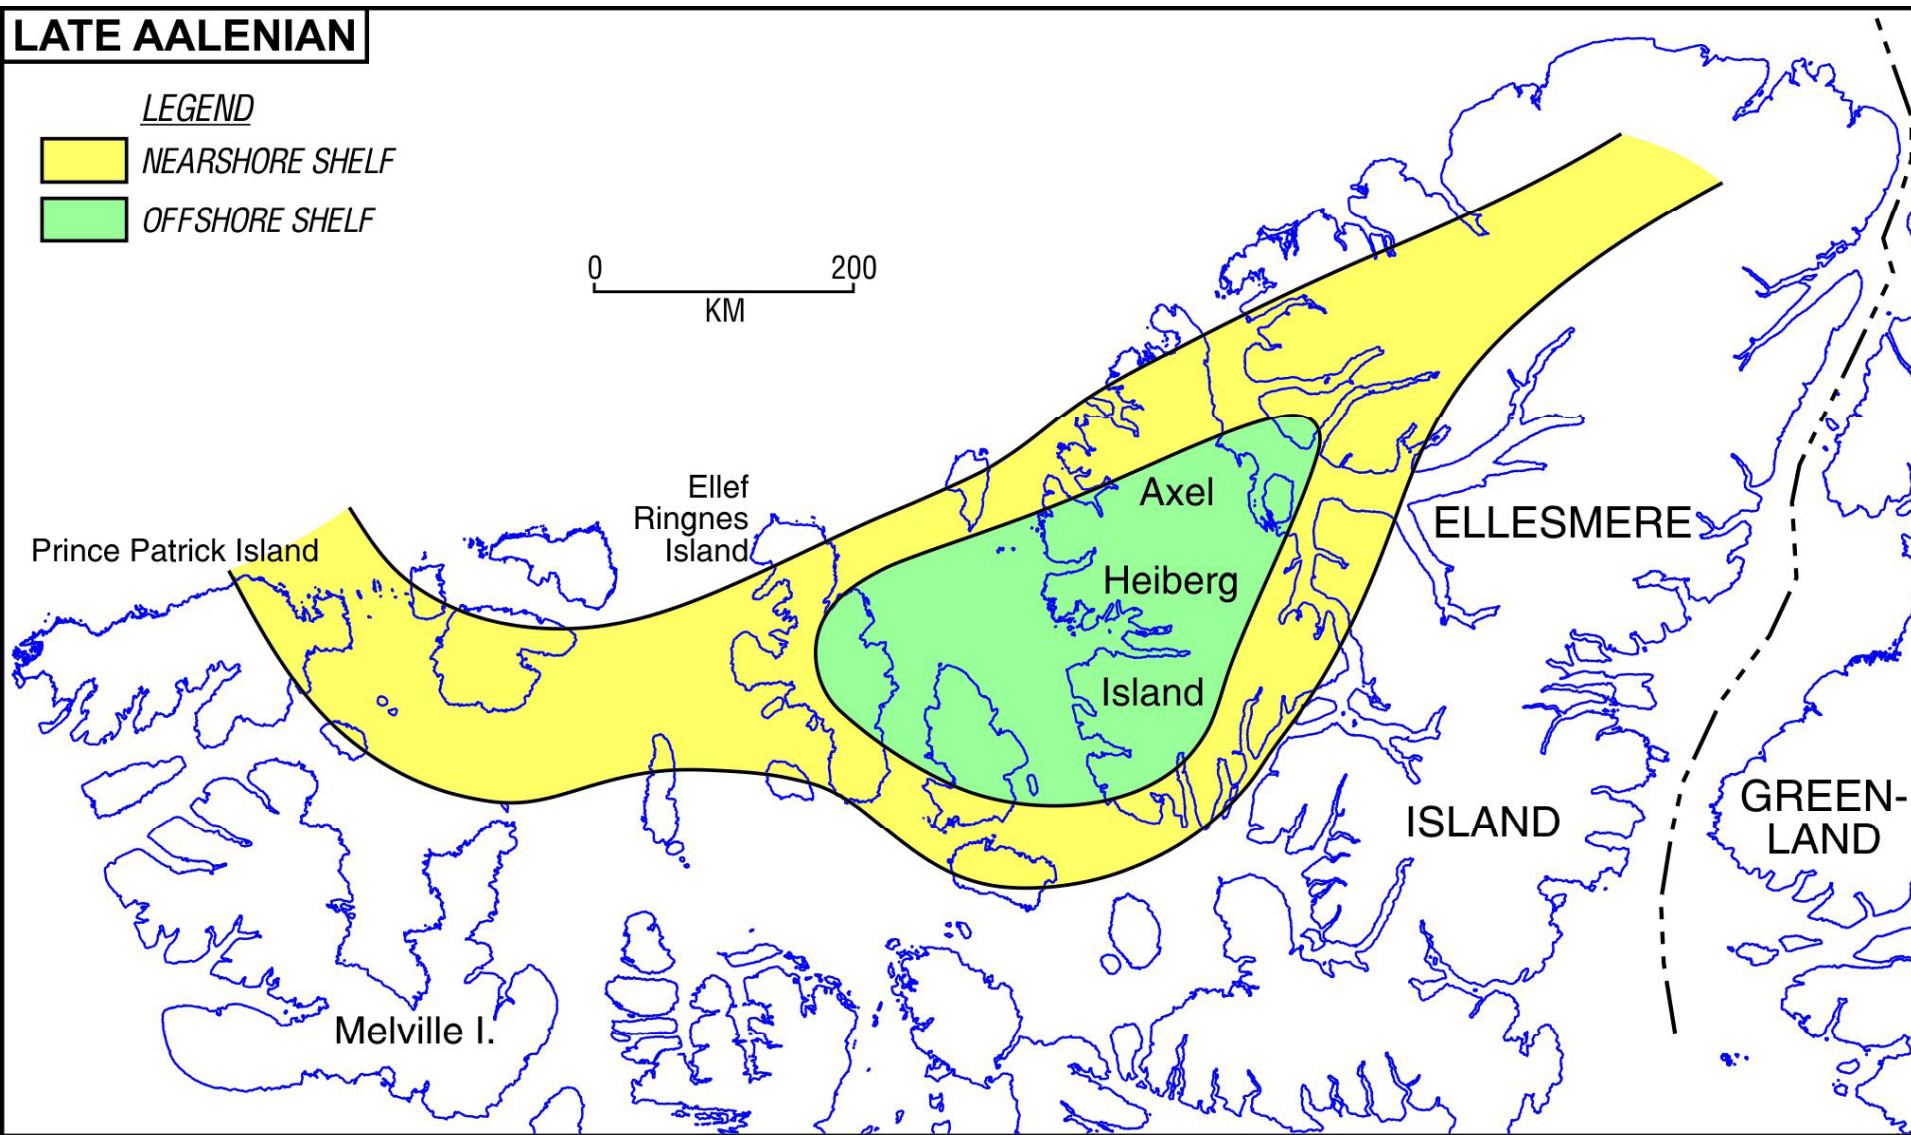 LATE AALENIAN
LEGEND
NEARSHORE SHELF
OFFSHORE SHELF
0 200
KM
Ellef
Ringnes
Island
Prince Patrick Island
Axel
Heiberg
Island
ELLESMERE
ISLAND
GREEN-
LAND
Melville I.